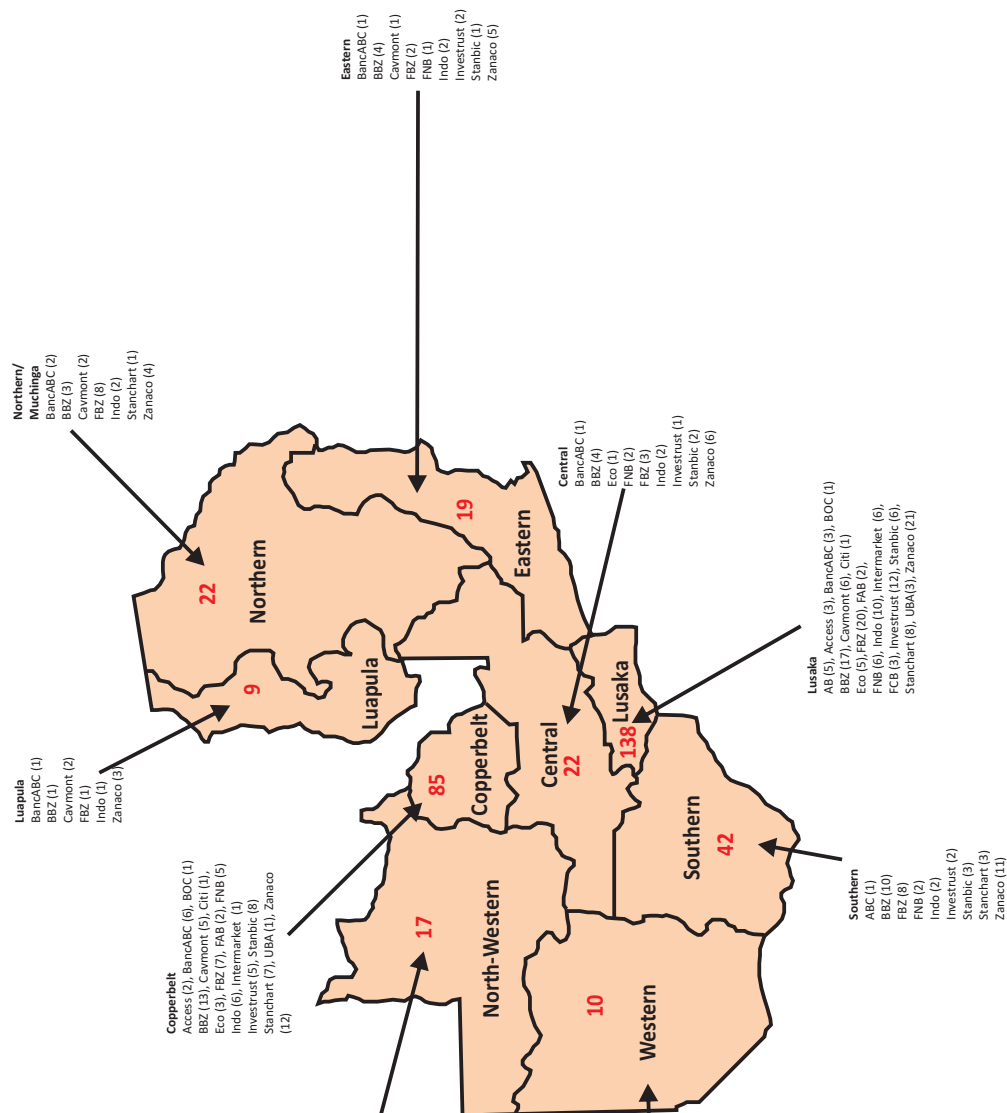 Luapula
BancABC (1)
BBZ (1)
Cavmont (2)
FBZ (1)
Indo (1)
Zanaco (3)
Northern/
Muchinga
BancABC (2)
BBZ (3)
Cavmont (2)
FBZ (8)
Indo (2)
Stanchart (1)
Zanaco (4)
Eastern
BancABC (1)
BBZ (4)
Cavmont (1)
FBZ (2)
FNB (1)
Indo (2)
Investrust (2)
Stanbic (1)
Zanaco (5)
Copperbelt
Access (2), BancABC (6), BOC (1)
BBZ (13), Cavmont (5), Citi (1),
Eco (3), FBZ (7), FAB (2), FNB (5)
Indo (6), Intermarket (1)
Investrust (5), Stanbic (8)
Stanchart (7), UBA (1), Zanaco
(12)
Central
BancABC (1)
BBZ (4)
Eco (1)
FNB (2)
FBZ (3)
Indo (2)
Investrust (1)
Stanbic (2)
Zanaco (6)
Lusaka
AB (5), Access (3), BancABC (3), BOC (1)
BBZ (17), Cavmont (6), Citi (1)
Eco (5),FBZ (20), FAB (2),
FNB (6), Indo (10), Intermarket (6),
FCB (3), Investrust (12), Stanbic (6),
Stanchart (8), UBA(3), Zanaco (21)
Southern
ABC (1)
BBZ (10)
FBZ (8)
FNB (2)
Indo (2)
Investrust (2)
Stanbic (3)
Stanchart (3)
Zanaco (11)
22
Northern
9
Luapula
19
Eastern
85
Copperbelt
Central
22
138
Lusaka
17
North-Western
Southern
42
10
Western